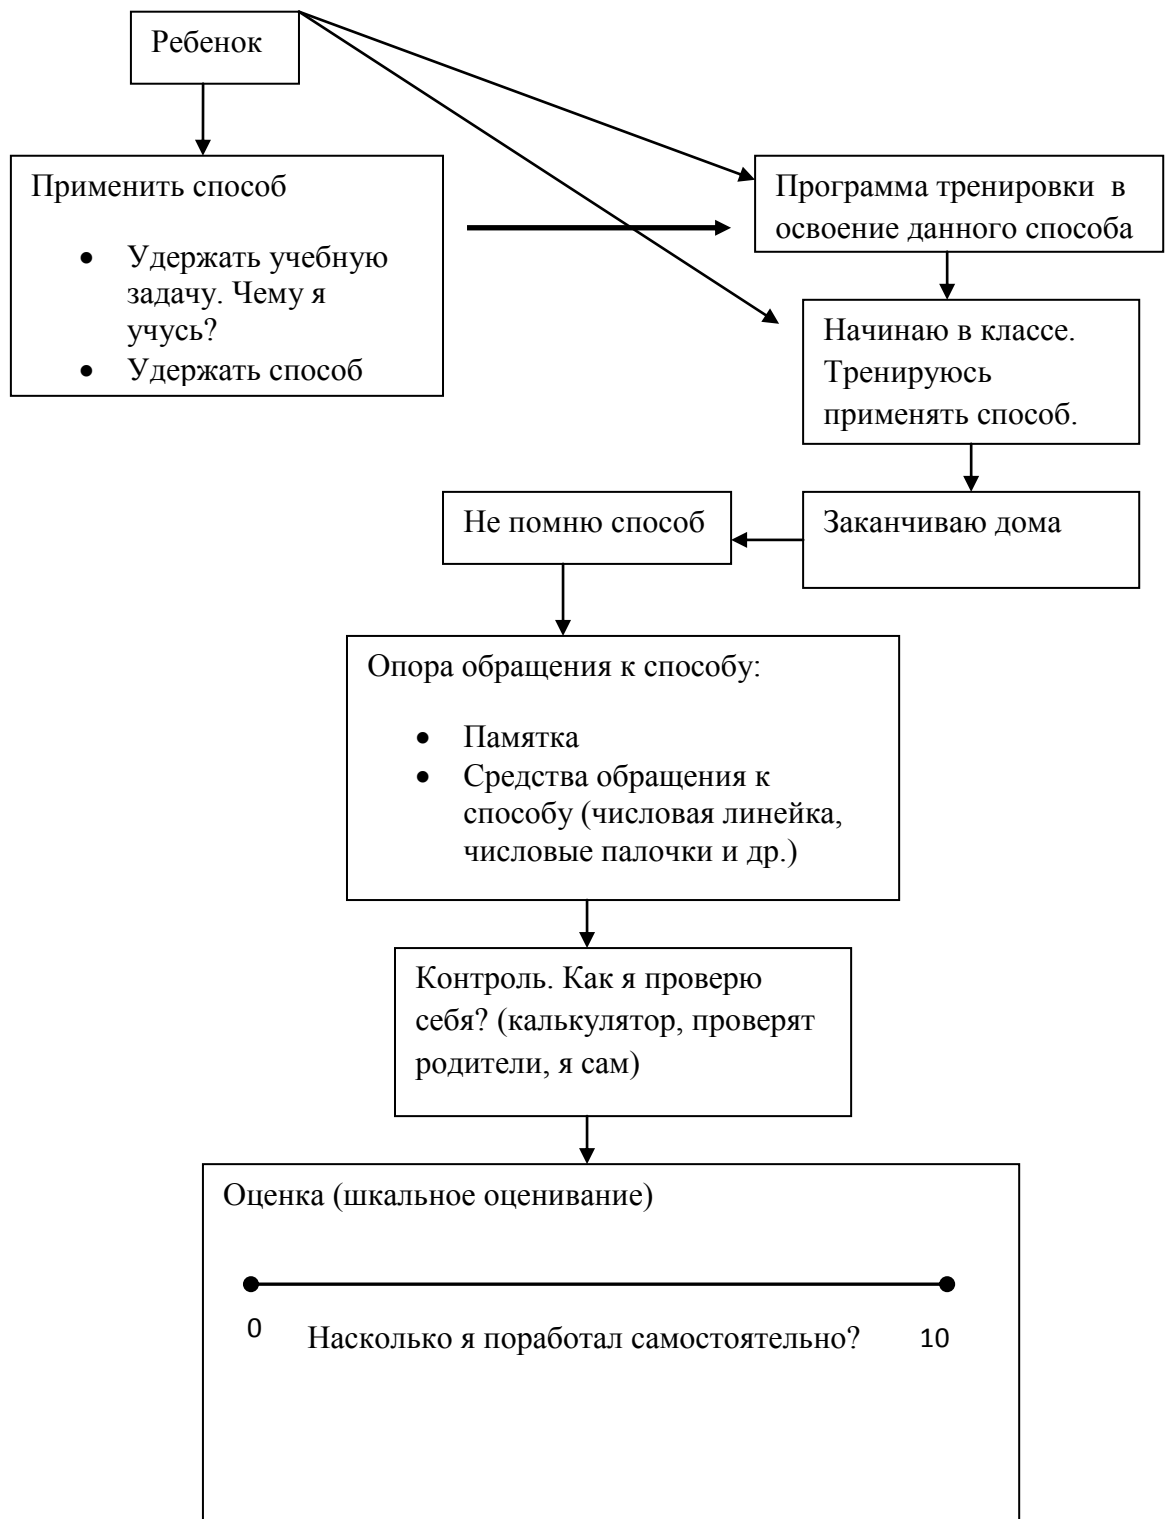 Ребенок
Применить способ
• Удержать учебную
задачу. Чему я
учусь?
• Удержать способ
Программа тренировки в
освоение данного способа
Начинаю в классе.
Тренируюсь
применять способ.
Заканчиваю дома
Не помню способ
Опора обращения к способу:
• Памятка
• Средства обращения к
способу (числовая линейка,
числовые палочки и др.)
Контроль. Как я проверю
себя? (калькулятор, проверят
родители, я сам)
Оценка (шкальное оценивание)
0 Насколько я поработал самостоятельно? 10